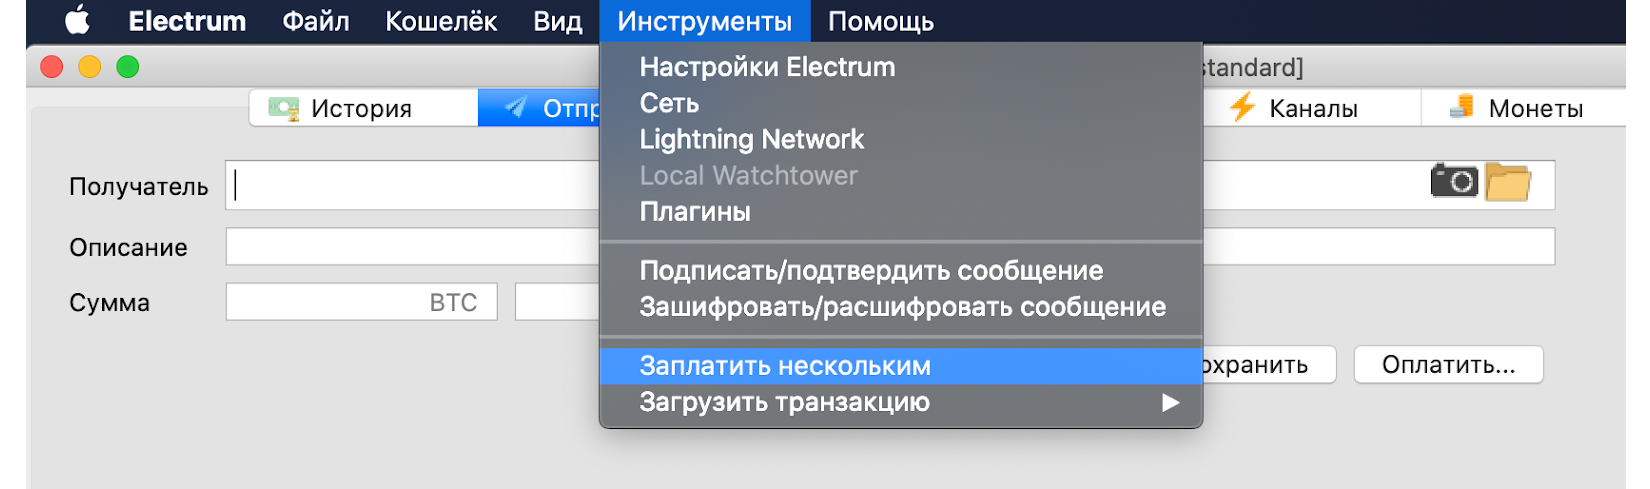 Electrum Файл Кошелёк Вид Инструменты Помощь
Настройки Electrum
standard]
История
Сеть
Каналы
Монеты
Lightning Network
Local Watchtower
Получатель
Плагины
Описание
Подписать/подтвердить сообщение
Сумма
BTC
Зашифровать/расшифровать сообщение
Заплатить нескольким
Оплатить...
Загрузить транзакцию